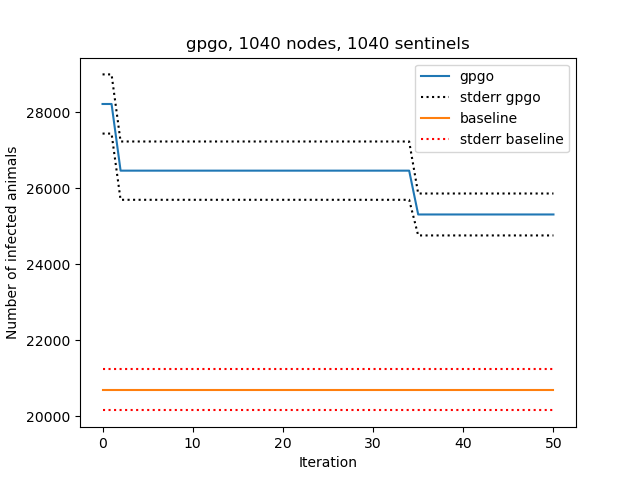 gpgo, 1040 nodes, 1040 sentinels
gpgo
stderr gpgo
baseline
stderr baseline
Number of infected animals
28000
26000
24000
22000
20000
0 10 20 30 40 50
Iteration